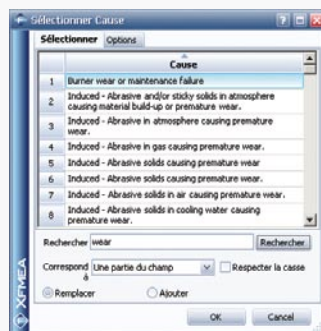 Sélectionner Cause
Sélectionner Options
Cause
1 Burner wear or maintenance failure
2 Induced - Abrasive and/or sticky solids in atmosphere
causing material build-up or premature wear.
3 Induced - Abrasive in atmosphere causing premature
wear.
4 Induced - Abrasive in gas causing premature wear.
5 Induced - Abrasive solids causing premature wear
6 Induced - Abrasive solids causing premature wear.
7 Induced - Abrasive solids in air causing premature wear.
8 Induced - Abrasive solids in cooling water causing
premature wear.
Rechercher wear Rechercher
Correspond à Une partie du champ Respecter la casse
Remplacer Ajouter
OK Cancel
XFMEA